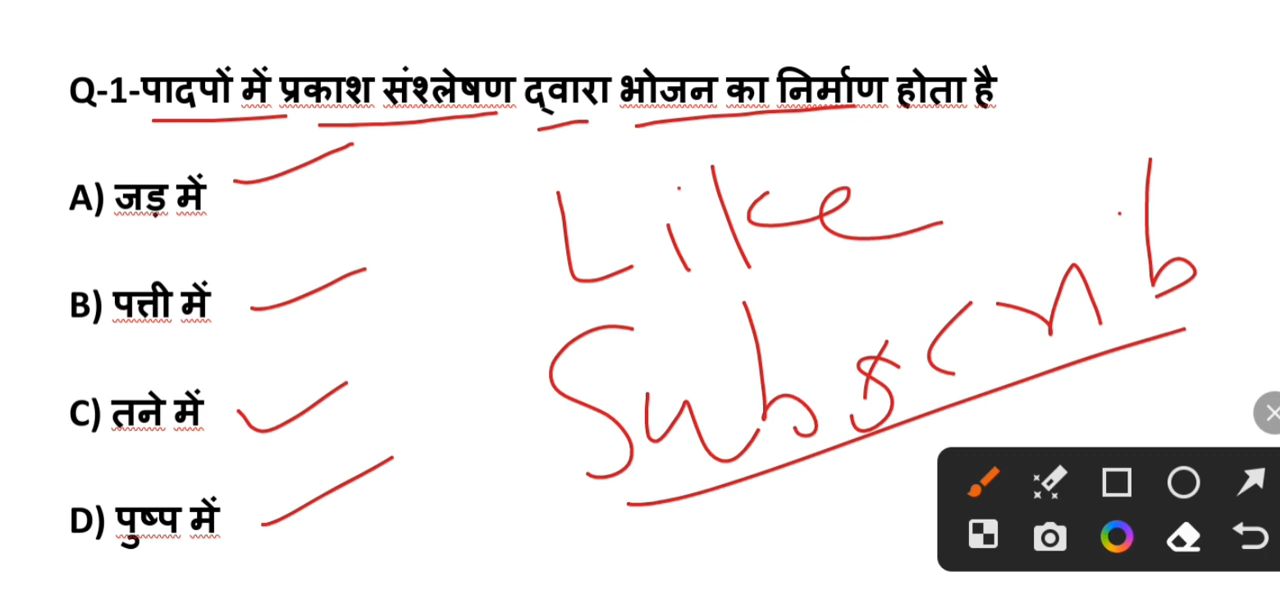 Q-1-पादपों में प्रकाश संश्लेषण द्वारा भोजन का निर्माण होता है
A) जड़ में
B) पत्ती में
C) तने में
D) पुष्प में
Like
Subscrib